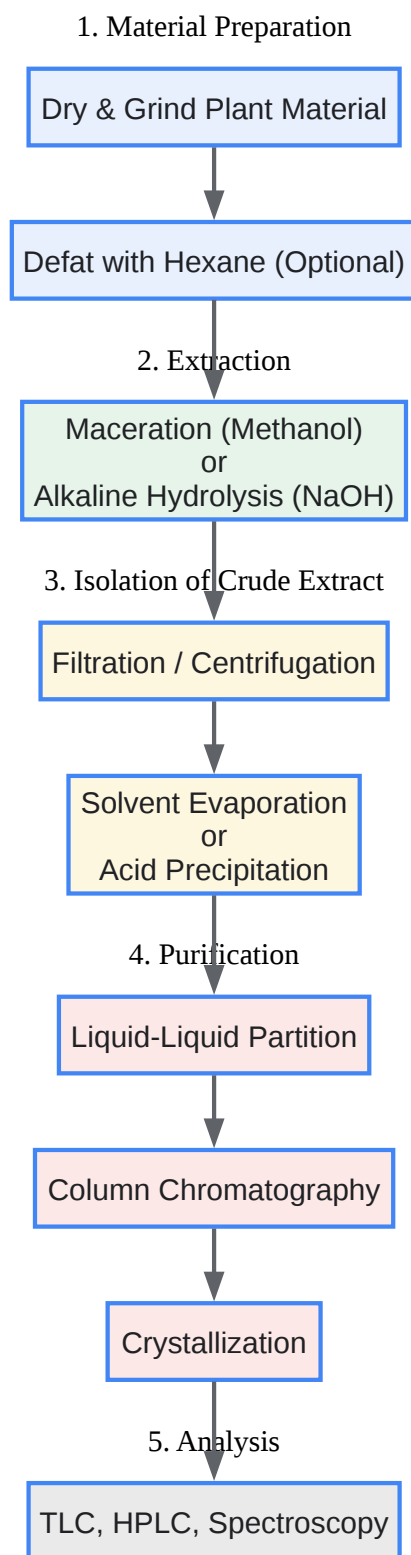 1. Material Preparation
Dry & Grind Plant Material
Defat with Hexane (Optional)
2. Extraction
Maceration (Methanol)
or
Alkaline Hydrolysis (NaOH)
3. Isolation of Crude Extract
Filtration / Centrifugation
Solvent Evaporation
or
Acid Precipitation
4. Purification
Liquid-Liquid Partition
Column Chromatography
Crystallization
5. Analysis
TLC, HPLC, Spectroscopy